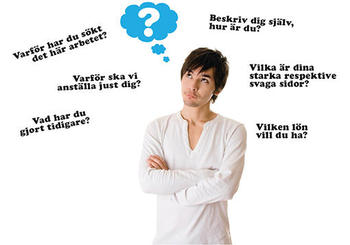 ?
Varför har du sökt
det här arbetet?
Varför ska vi
anställa just dig?
Vad har du
gjort tidigare?
Beskriv dig själv,
hur är du?
Vilka är dina
starka respektive
svaga sidor?
Vilken lön
vill du ha?